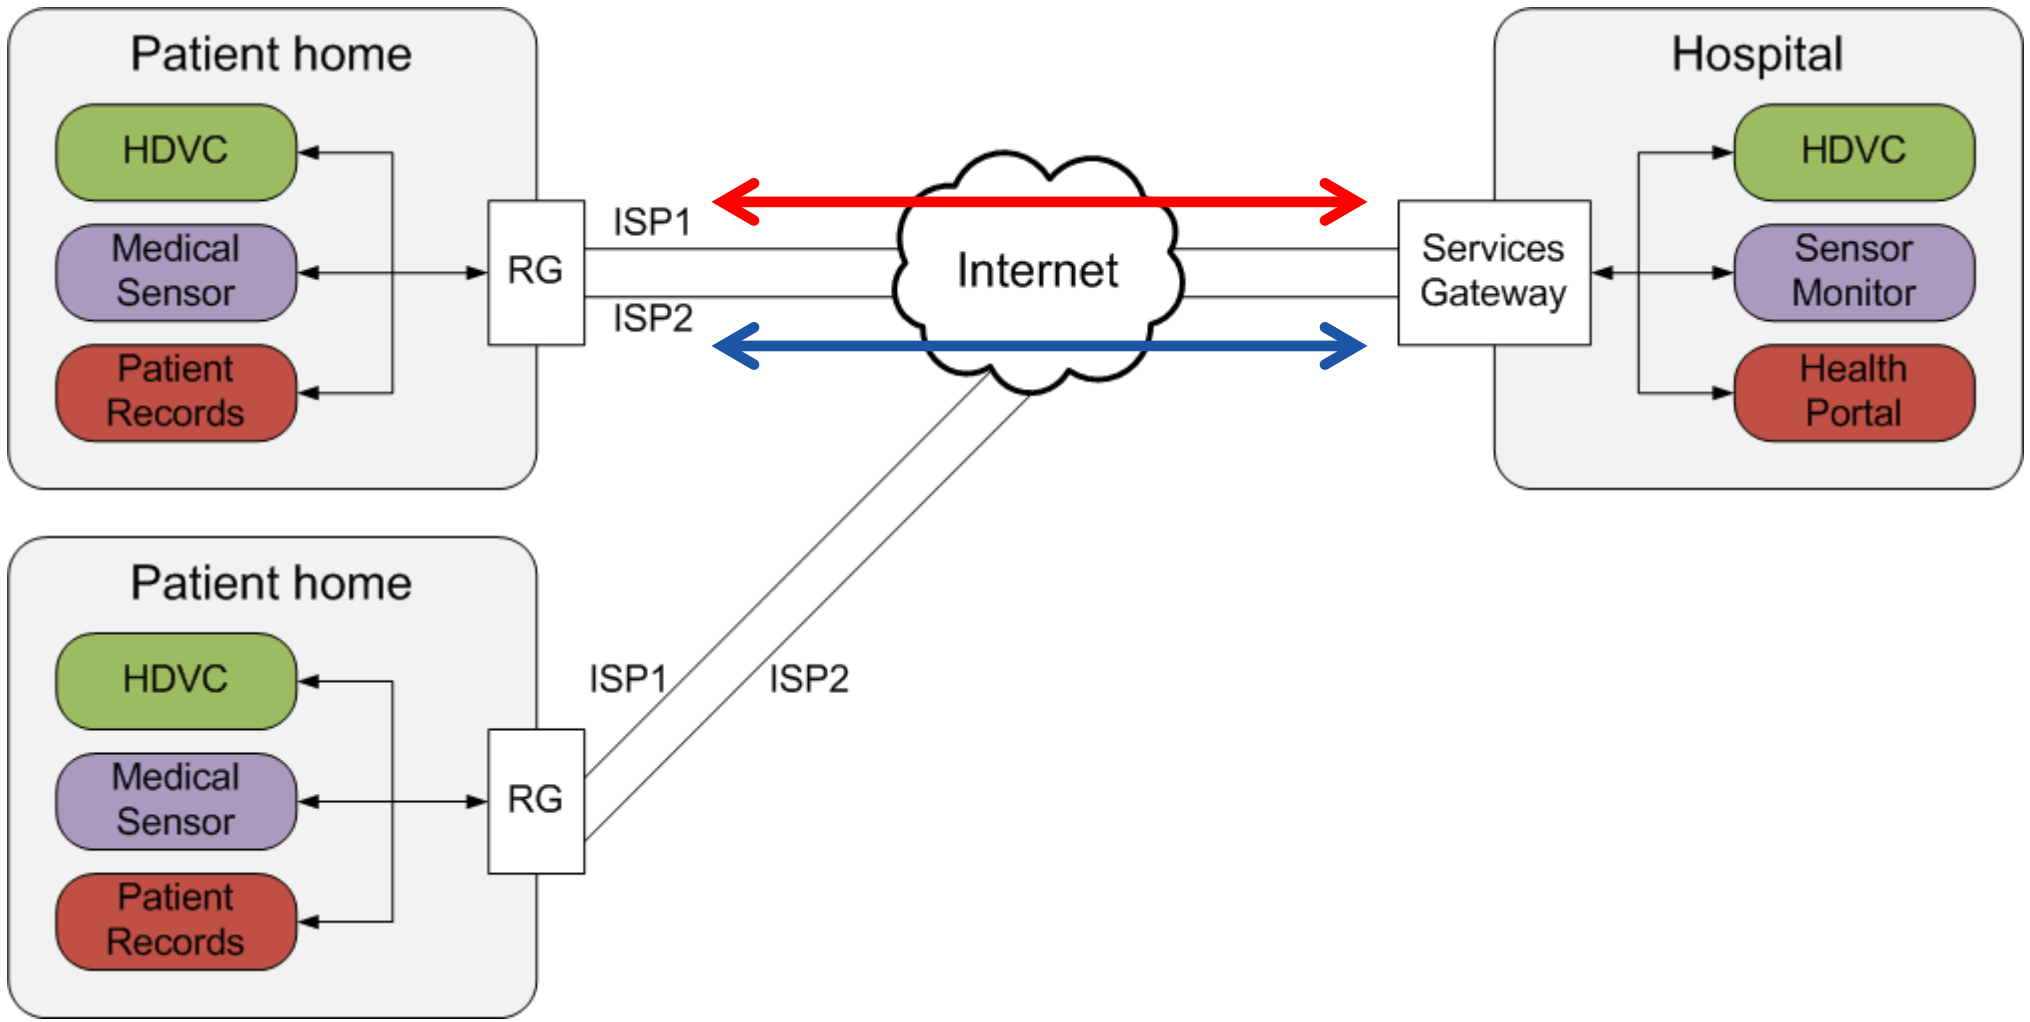 Patient home
HDVC
Medical
Sensor
Patient
Records
RG
ISP1
ISP2
Internet
Hospital
Services
Gateway
HDVC
Sensor
Monitor
Health
Portal
Patient home
HDVC
Medical
Sensor
Patient
Records
RG
ISP1
ISP2